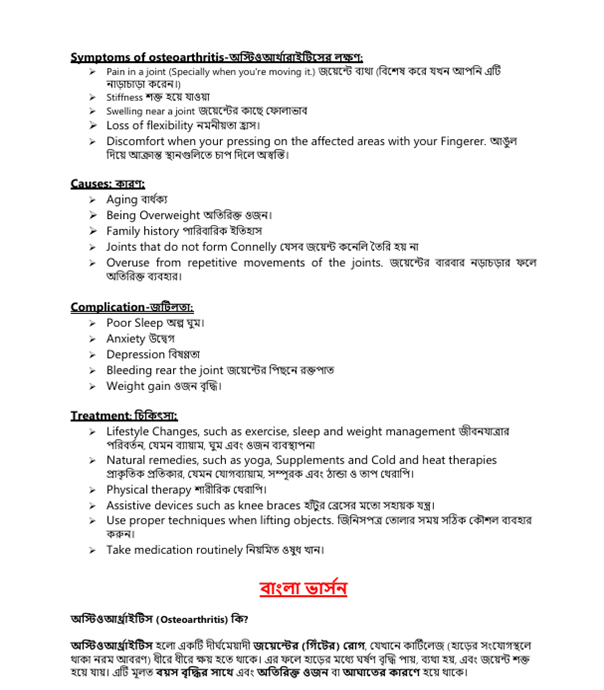 Symptoms of osteoarthritis-অস্টিওআর্থারাইটিসের লক্ষণ:
➢ Pain in a joint (Specially when you're moving it.) জয়েন্টে ব্যথা (বিশেষ করে যখন আপনি এটি
নাড়াচাড়া করেন।)
➢ Stiffness শক্ত হয়ে যাওয়া
➢ Swelling near a joint জয়েন্টের কাছে ফোলাভাব
➢ Loss of flexibility নমনীয়তা হ্রাস।
➢ Discomfort when your pressing on the affected areas with your Fingerer. আঙুল
দিয়ে আক্রান্ত স্থানগুলিতে চাপ দিলে অস্বস্তি।
Causes: কারণ:
➢ Aging বার্ধক্য
➢ Being Overweight অতিরিক্ত ওজন।
➢ Family history পারিবারিক ইতিহাস
➢ Joints that do not form Connelly যেসব জয়েন্ট কনেলি তৈরি হয় না
➢ Overuse from repetitive movements of the joints. জয়েন্টের বারবার নড়াচড়ার ফলে
অতিরিক্ত ব্যবহার।
Complication-জটিলতা:
➢ Poor Sleep অল্প ঘুম।
➢ Anxiety উদ্বেগ
➢ Depression বিষণ্নতা
➢ Bleeding rear the joint জয়েন্টের পিছনে রক্তপাত
➢ Weight gain ওজন বৃদ্ধি।
Treatment: চিকিৎসা:
➢ Lifestyle Changes, such as exercise, sleep and weight management জীবনযাত্রার
পরিবর্তন, যেমন ব্যায়াম, ঘুম এবং ওজন ব্যবস্থাপনা
➢ Natural remedies, such as yoga, Supplements and Cold and heat therapies
প্রাকৃতিক প্রতিকার, যেমন যোগব্যায়াম, সম্পূরক এবং ঠান্ডা ও তাপ থেরাপি।
➢ Physical therapy শারীরিক থেরাপি।
➢ Assistive devices such as knee braces হাঁটুর ব্রেসের মতো সহায়ক যন্ত্র।
➢ Use proper techniques when lifting objects. জিনিসপত্র তোলার সময় সঠিক কৌশল ব্যবহার
করুন।
➢ Take medication routinely নিয়মিত ওষুধ খান।
বাংলা ভার্সন
অস্টিওআর্থ্রাইটিস (Osteoarthritis) কি?
অস্টিওআর্থ্রাইটিস হলো একটি দীর্ঘমেয়াদী জয়েন্টের (গিঁটের) রোগ, যেখানে কার্টিলেজ (হাড়ের সংযোগস্থলে
থাকা নরম আবরণ) ধীরে ধীরে ক্ষয় হতে থাকে। এর ফলে হাড়ের মধ্যে ঘর্ষণ বৃদ্ধি পায়, ব্যথা হয়, এবং জয়েন্ট শক্ত
হয়ে যায়। এটি মূলত বয়স বৃদ্ধির সাথে এবং অতিরিক্ত ওজন বা আঘাতের কারণে হয়ে থাকে।